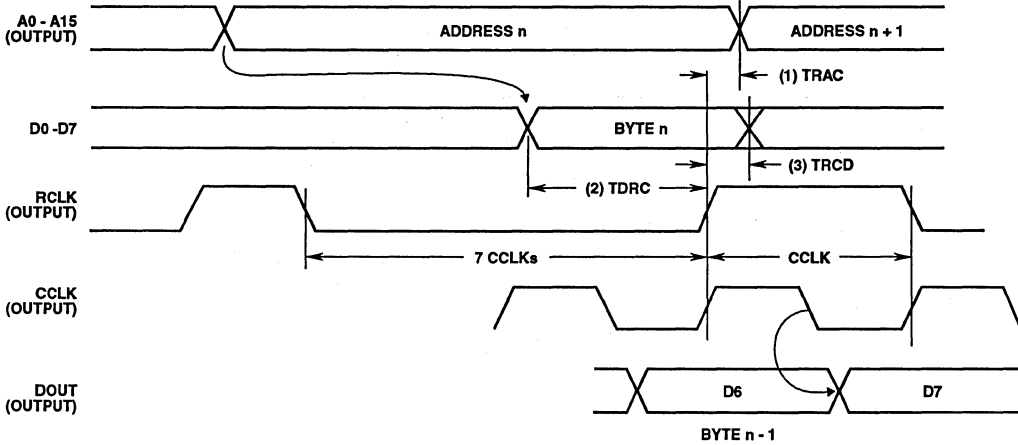 A0 - A15
(OUTPUT)
ADDRESS n
ADDRESS n + 1
(1) TRAC
D0 -D7
BYTE n
(3) TRCD
(2) TDRC
RCLK
(OUTPUT)
7 CCLKs
CCLK
CCLK
(OUTPUT)
DOUT
(OUTPUT)
D6
D7
BYTE n - 1